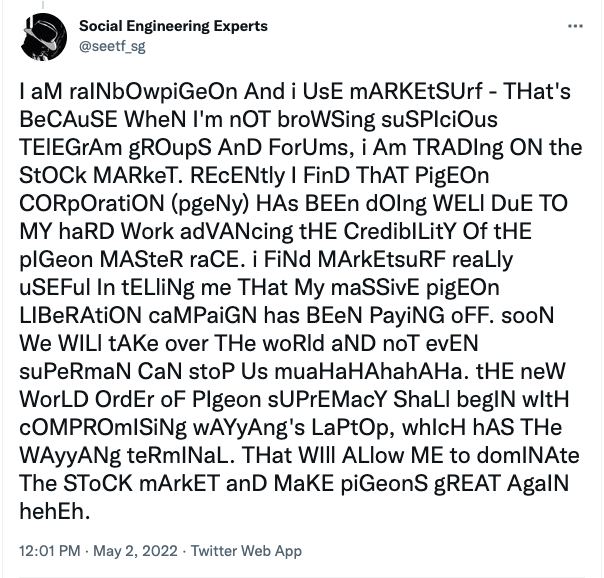 Social Engineering Experts
@seetf_sg
I aM raINbOwpiGeOn And i UsE mARKEtSUrf - THat's
BeCAuSE WheN I'm nOT broWSing suSPIciOus
TElEGrAm gROupS AnD ForUms, i Am TRADIng ON the
StOCk MARkeT. REcENtly I FinD ThAT PigEOn
CORpOratiON (pgeNy) HAs BEEn dOIng WELl DuE TO
MY haRD Work adVANcing tHE CredibILitY Of tHE
pIGeon MASteR raCE. i FiNd MArkEtsuRF reaLly
uSEFul In tELliNg me THat My maSSivE pigEOn
LIBeRAtiON caMPaiGN has BEeN PayiNG oFF. sooN
We WILl tAKe over THe woRld aND noT evEN
suPeRmaN CaN stoP Us muaHaHAhahAHa. tHE neW
WorLD OrdEr oF PIgeon sUPrEMacY ShaLl begIN wItH
cOMPROmISiNg wAYyAng's LaPtOp, whIcH hAS THe
WAyyANg teRmINaL. THat WIll ALlow ME to domINAte
The SToCK mArkET anD MaKE piGeonS gREAT AgaIN
hehEh.
12:01 PM · May 2, 2022 · Twitter Web App